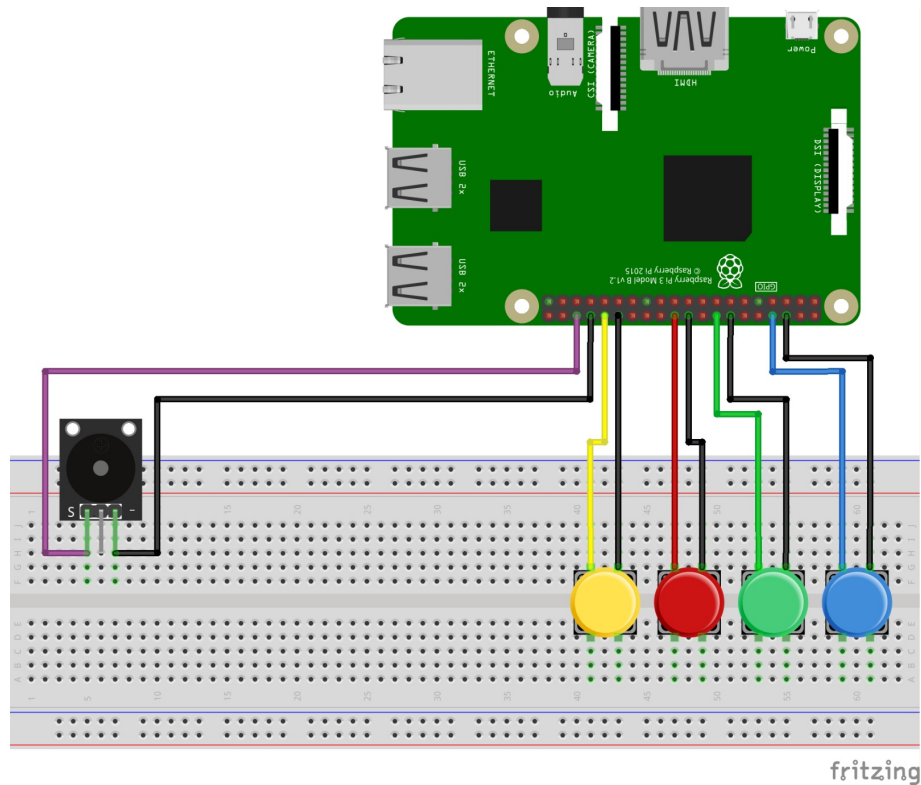 Power
HDMI
CSI (CAMERA)
Audio
ETHERNET
DSI (DISPLAY)
USB 2x
USB 2x
Raspberry Pi 3 Model B v1.2
© Raspberry Pi 2015
GPIO
S -
1 15 20 25 30 35 40 45 50 55 60
J J
I I
H H
G G
F F
E E
D D
C C
B B
A A
1 5 10 15 20 25 30 35 40 45 50 55 60
fritzing